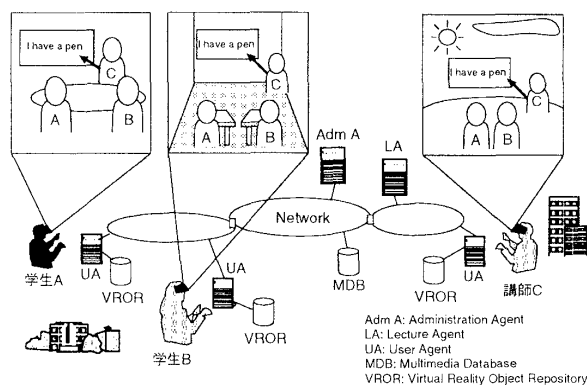 I have a pen
C
A
B
I have a pen
C
A
B
I have a pen
C
A
B
Adm A
LA
Network
学生A
UA
VROR
UA
学生B
VROR
MDB
VROR
UA
講師C
Adm A: Administration Agent
LA: Lecture Agent
UA: User Agent
MDB: Multimedia Database
VROR: Virtual Reality Object Repository